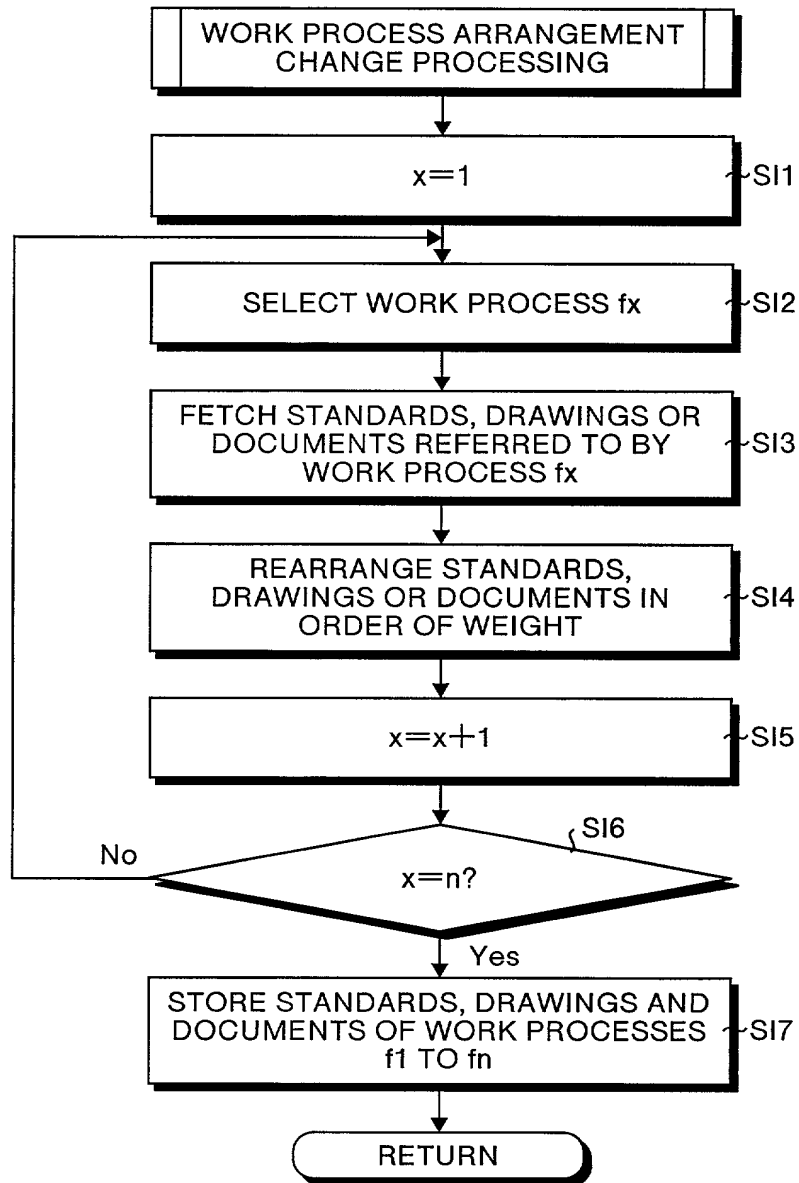 WORK PROCESS ARRANGEMENT
CHANGE PROCESSING
x=1
SI1
SELECT WORK PROCESS fx
SI2
FETCH STANDARDS, DRAWINGS OR
DOCUMENTS REFERRED TO BY
WORK PROCESS fx
SI3
REARRANGE STANDARDS,
DRAWINGS OR DOCUMENTS IN
ORDER OF WEIGHT
SI4
x=x+1
SI5
SI6
No
x=n?
Yes
STORE STANDARDS, DRAWINGS AND
DOCUMENTS OF WORK PROCESSES
f1 TO fn
SI7
RETURN